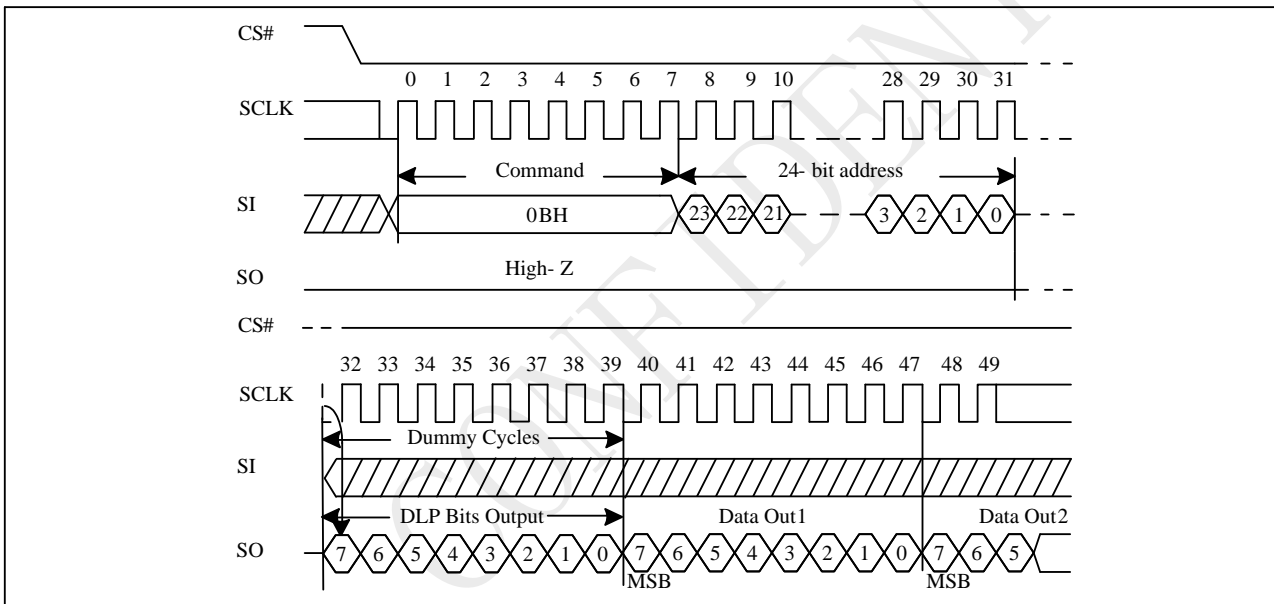 CS#
0 1 2 3 4 5 6 7 8 9 10 28 29 30 31
SCLK
Command 24- bit address
SI 0BH 23 22 21 3 2 1 0
High- Z
SO
CS#
32 33 34 35 36 37 38 39 40 41 42 43 44 45 46 47 48 49
SCLK
Dummy Cycles
SI
DLP Bits Output Data Out1 Data Out2
SO 7 6 5 4 3 2 1 0 7 6 5 4 3 2 1 0 7 6 5
MSB MSB
CONFIDENT